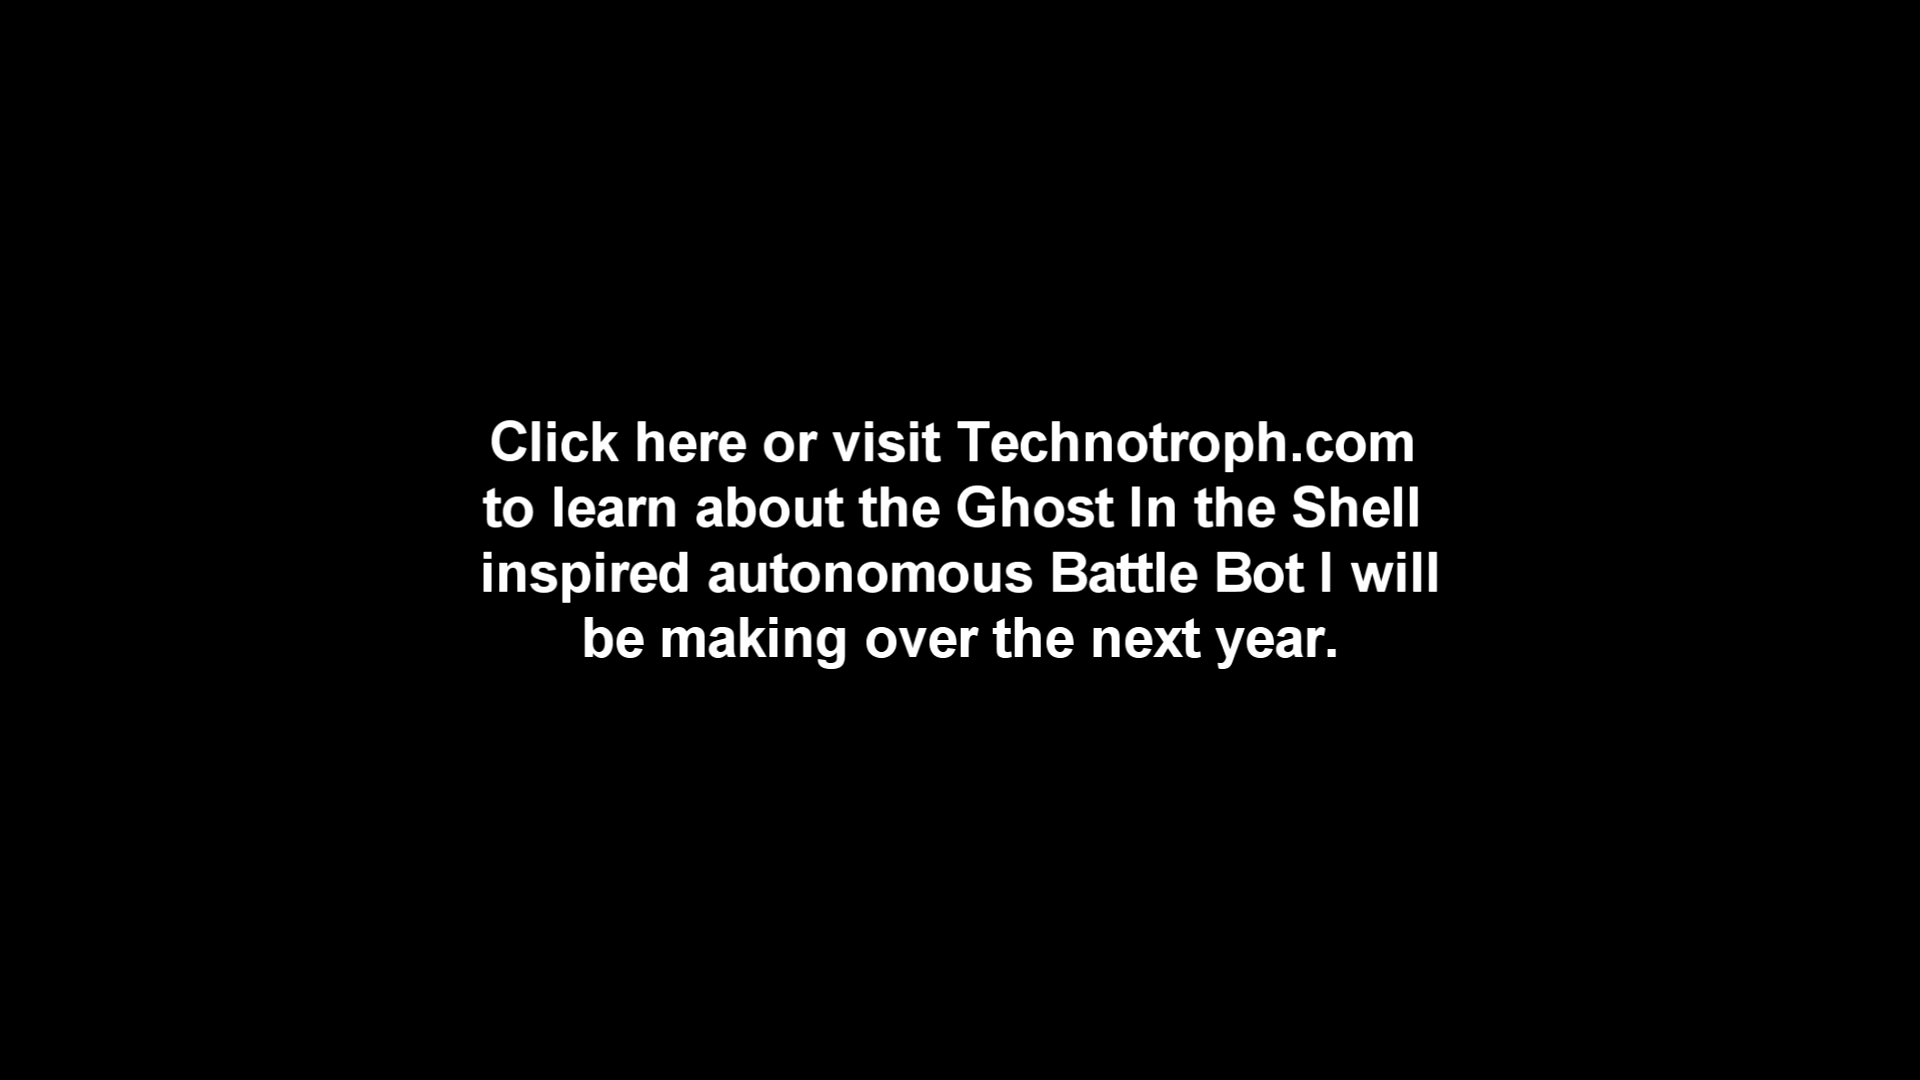 Click here or visit Technotroph.com
to learn about the Ghost In the Shell
inspired autonomous Battle Bot I will
be making over the next year.